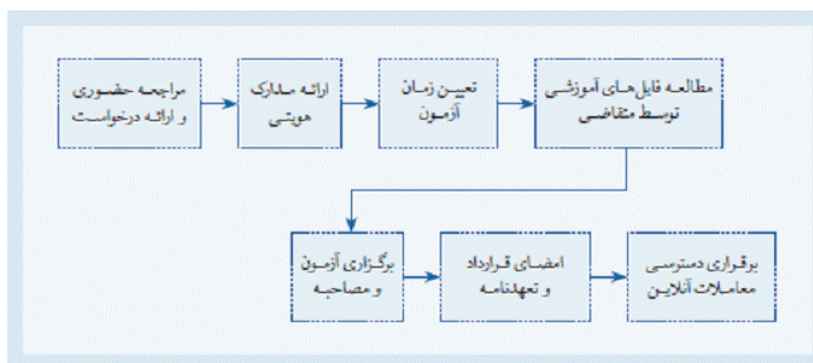 مراجعه حضوری
و ارائه درخواست
ارائه مدارک
هویتی
تعیین زمان
آزمون
مطالعه فایل‌های آموزشی
توسط متقاضی
برگزاری آزمون
و مصاحبه
امضای قرارداد
و تعهدنامه
برقراری دسترسی
معاملات آنلاین